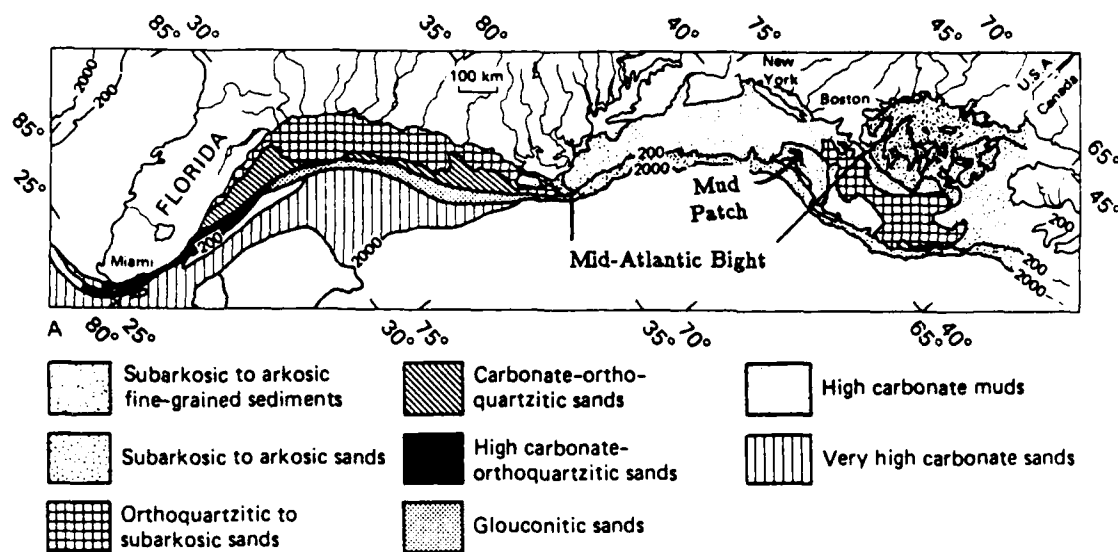 85° 30° 35° 80° 40° 75° 45° 70°
2000
200
100 km
New
York
Boston
U.S.A
Canada
85°
25°
FLORIDA
200
2000
Mud
Patch
65°
45°
200
200
2000
Miami
200
2000
Mid-Atlantic Bight
A
80° 25° 30° 75° 35° 70° 65° 40°
Subarkosic to arkosic
fine-grained sediments
Subarkosic to arkosic sands
Orthoquartzitic to
subarkosic sands
Carbonate-ortho-
quartzitic sands
High carbonate-
orthoquartzitic sands
Glouconitic sands
High carbonate muds
Very high carbonate sands